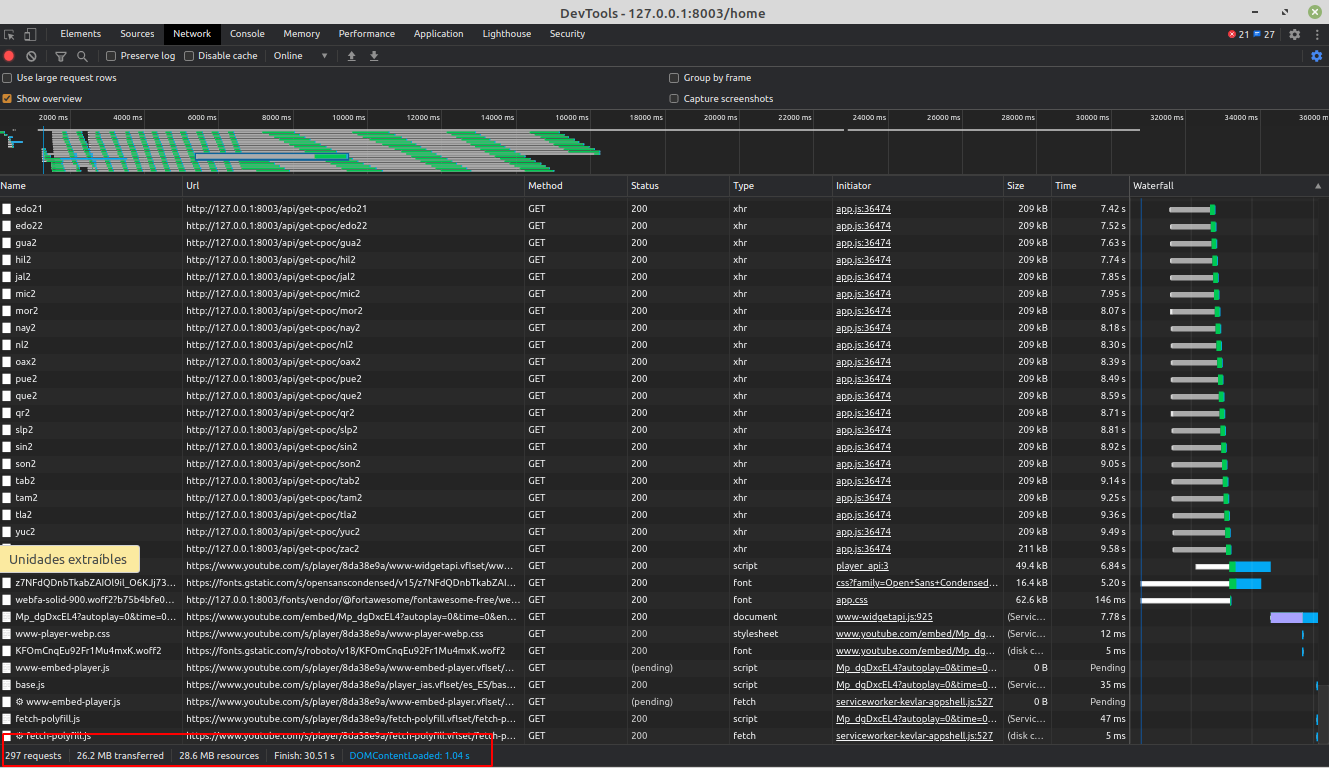 DevTools - 127.0.0.1:8003/home
Elements Sources Network Console Memory Performance Application Lighthouse Security 21 27
Preserve log Disable cache Online
Use large request rows Group by frame
Show overview Capture screenshots
2000 ms 4000 ms 6000 ms 8000 ms 10000 ms 12000 ms 14000 ms 16000 ms 18000 ms 20000 ms 22000 ms 24000 ms 26000 ms 28000 ms 30000 ms 32000 ms 34000 ms 36000 m
Name Url Method Status Type Initiator Size Time Waterfall
edo21 http://127.0.0.1:8003/api/get-cpoc/edo21 GET 200 xhr app.js:36474 209 kB 7.42 s
edo22 http://127.0.0.1:8003/api/get-cpoc/edo22 GET 200 xhr app.js:36474 209 kB 7.52 s
gua2 http://127.0.0.1:8003/api/get-cpoc/gua2 GET 200 xhr app.js:36474 209 kB 7.63 s
hil2 http://127.0.0.1:8003/api/get-cpoc/hil2 GET 200 xhr app.js:36474 209 kB 7.74 s
jal2 http://127.0.0.1:8003/api/get-cpoc/jal2 GET 200 xhr app.js:36474 209 kB 7.85 s
mic2 http://127.0.0.1:8003/api/get-cpoc/mic2 GET 200 xhr app.js:36474 209 kB 7.95 s
mor2 http://127.0.0.1:8003/api/get-cpoc/mor2 GET 200 xhr app.js:36474 209 kB 8.07 s
nay2 http://127.0.0.1:8003/api/get-cpoc/nay2 GET 200 xhr app.js:36474 209 kB 8.18 s
nl2 http://127.0.0.1:8003/api/get-cpoc/nl2 GET 200 xhr app.js:36474 209 kB 8.30 s
oax2 http://127.0.0.1:8003/api/get-cpoc/oax2 GET 200 xhr app.js:36474 209 kB 8.39 s
pue2 http://127.0.0.1:8003/api/get-cpoc/pue2 GET 200 xhr app.js:36474 209 kB 8.49 s
que2 http://127.0.0.1:8003/api/get-cpoc/que2 GET 200 xhr app.js:36474 209 kB 8.59 s
qr2 http://127.0.0.1:8003/api/get-cpoc/qr2 GET 200 xhr app.js:36474 209 kB 8.71 s
slp2 http://127.0.0.1:8003/api/get-cpoc/slp2 GET 200 xhr app.js:36474 209 kB 8.81 s
sin2 http://127.0.0.1:8003/api/get-cpoc/sin2 GET 200 xhr app.js:36474 209 kB 8.92 s
son2 http://127.0.0.1:8003/api/get-cpoc/son2 GET 200 xhr app.js:36474 209 kB 9.05 s
tab2 http://127.0.0.1:8003/api/get-cpoc/tab2 GET 200 xhr app.js:36474 209 kB 9.14 s
tam2 http://127.0.0.1:8003/api/get-cpoc/tam2 GET 200 xhr app.js:36474 209 kB 9.25 s
tla2 http://127.0.0.1:8003/api/get-cpoc/tla2 GET 200 xhr app.js:36474 209 kB 9.36 s
yuc2 http://127.0.0.1:8003/api/get-cpoc/yuc2 GET 200 xhr app.js:36474 209 kB 9.49 s
http://127.0.0.1:8003/api/get-cpoc/zac2 GET 200 xhr app.js:36474 211 kB 9.58 s
Unidades extraíbles
https://www.youtube.com/s/player/8da38e9a/www-widgetapi.vflset/ww... GET 200 script player_api:3 49.4 kB 6.84 s
z7NFdQDnbTkabZAIOl9il_O6KJj73... https://fonts.gstatic.com/s/opensanscondensed/v15/z7NFdQDnbTkabZAI... GET 200 font css?family=Open+Sans+Condensed... 16.4 kB 5.20 s
webfa-solid-900.woff2?b75b4bfe0... http://127.0.0.1:8003/fonts/vendor/@fortawesome/fontawesome-free/we... GET 200 font app.css 62.6 kB 146 ms
Mp_dgDxcEL4?autoplay=0&time=0... https://www.youtube.com/embed/Mp_dgDxcEL4?autoplay=0&time=0&en... GET 200 document www-widgetapi.js:925 (Servic... 7.78 s
www-player-webp.css https://www.youtube.com/s/player/8da38e9a/www-player-webp.css GET 200 stylesheet www.youtube.com/embed/Mp_dg... (Servic... 12 ms
KFOmCnqEu92Fr1Mu4mxK.woff2 https://fonts.gstatic.com/s/roboto/v18/KFOmCnqEu92Fr1Mu4mxK.woff2 GET 200 font www.youtube.com/embed/Mp_dg... (disk c... 5 ms
www-embed-player.js https://www.youtube.com/s/player/8da38e9a/www-embed-player.vflset/... GET (pending) script Mp_dgDxcEL4?autoplay=0&time=0... 0 B Pending
base.js https://www.youtube.com/s/player/8da38e9a/player_ias.vflset/es_ES/bas... GET 200 script Mp_dgDxcEL4?autoplay=0&time=0... (Servic... 35 ms
⚙ www-embed-player.js https://www.youtube.com/s/player/8da38e9a/www-embed-player.vflset/... GET (pending) fetch serviceworker-kevlar-appshell.js:527 0 B Pending
fetch-polyfill.js https://www.youtube.com/s/player/8da38e9a/fetch-polyfill.vflset/fetch-p... GET 200 script Mp_dgDxcEL4?autoplay=0&time=0... (Servic... 47 ms
⚙ fetch-polyfill.js https://www.youtube.com/s/player/8da38e9a/fetch-polyfill.vflset/fetch-p... GET 200 fetch serviceworker-kevlar-appshell.js:527 (disk c... 5 ms
297 requests 26.2 MB transferred 28.6 MB resources Finish: 30.51 s DOMContentLoaded: 1.04 s